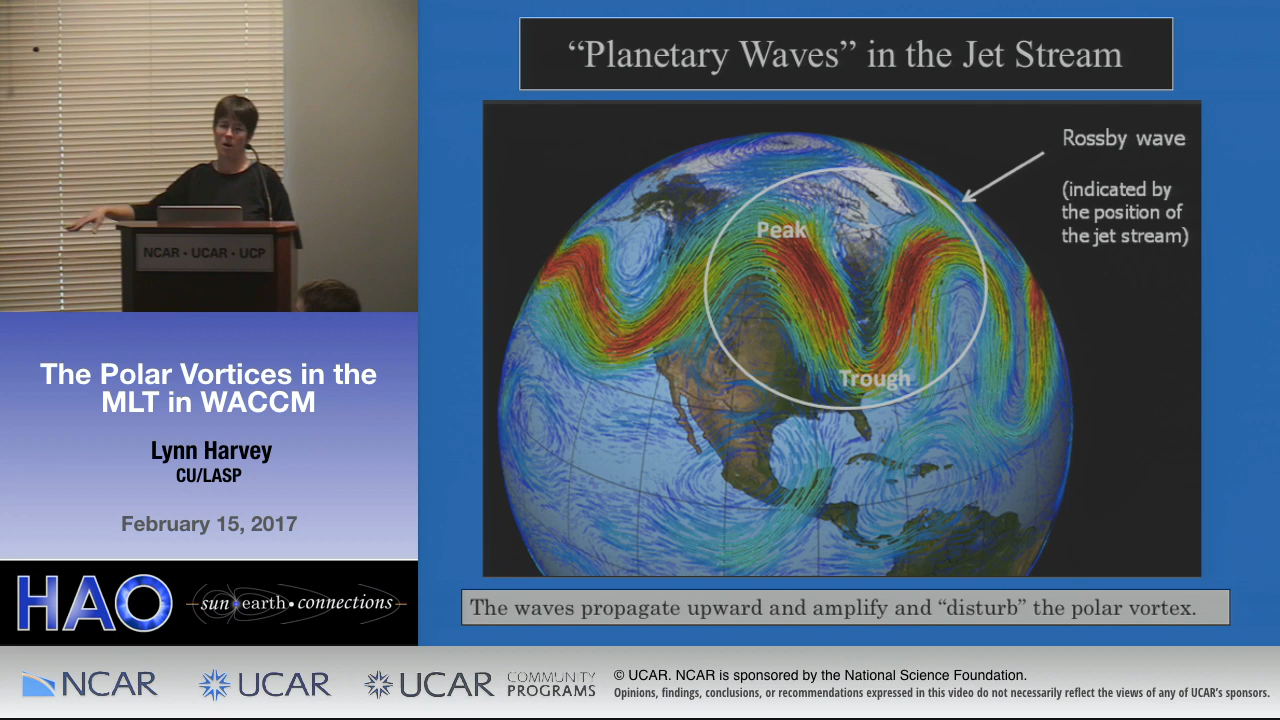 NCAR • UCAR • UCP
The Polar Vortices in the
MLT in WACCM
Lynn Harvey
CU/LASP
February 15, 2017
HAO
sun earth • connections
“Planetary Waves” in the Jet Stream
Rossby wave
(indicated by
the position of
the jet stream)
Peak
Trough
The waves propagate upward and amplify and “disturb” the polar vortex.
NCAR
UCAR
UCAR
COMMUNITY
PROGRAMS
© UCAR. NCAR is sponsored by the National Science Foundation.
Opinions, findings, conclusions, or recommendations expressed in this video do not necessarily reflect the views of any of UCAR's sponsors.